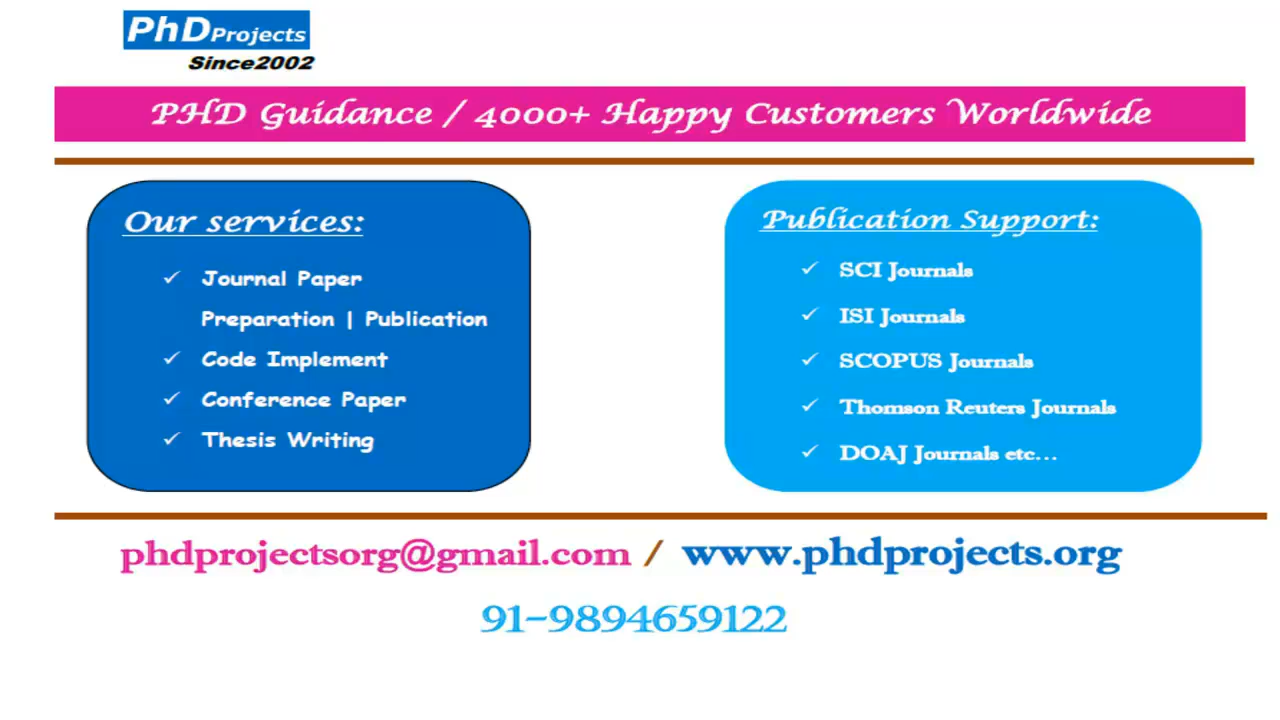 PhDProjects
Since2002
PHD Guidance / 4000+ Happy Customers Worldwide
Our services:
✓ Journal Paper
Preparation | Publication
✓ Code Implement
✓ Conference Paper
✓ Thesis Writing
Publication Support:
✓ SCI Journals
✓ ISI Journals
✓ SCOPUS Journals
✓ Thomson Reuters Journals
✓ DOAJ Journals etc...
phdprojectsorg@gmail.com / www.phdprojects.org
91-9894659122